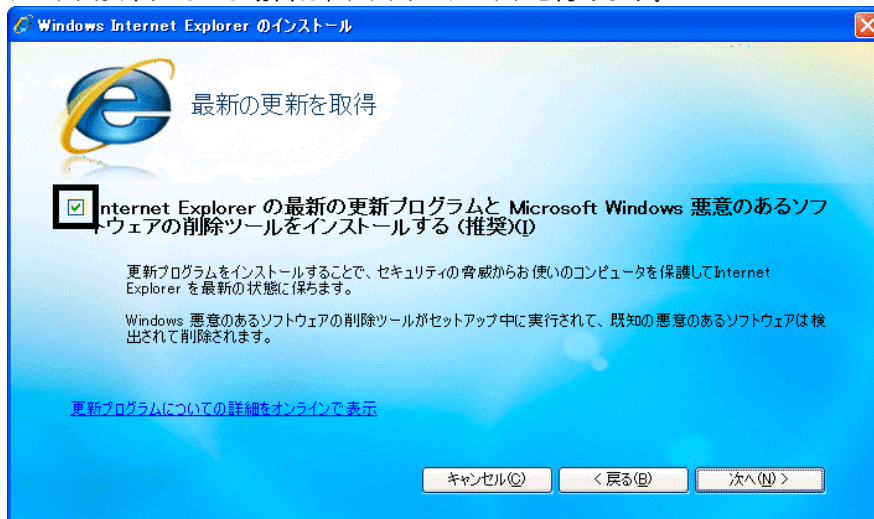 Windows Internet Explorer のインストール
最新の更新を取得
nternet Explorer の最新の更新プログラムと Microsoft Windows 悪意のあるソフ
トウェアの削除ツールをインストールする (推奨)(I)
更新プログラムをインストールすることで、セキュリティの脅威からお使いのコンピュータを保護してInternet
Explorer を最新の状態に保ちます。
Windows 悪意のあるソフトウェアの削除ツールがセットアップ中に実行されて、既知の悪意のあるソフトウェアは検
出されて削除されます。
更新プログラムについての詳細をオンラインで表示
キャンセル(C) < 戻る(B) 次へ(N) >